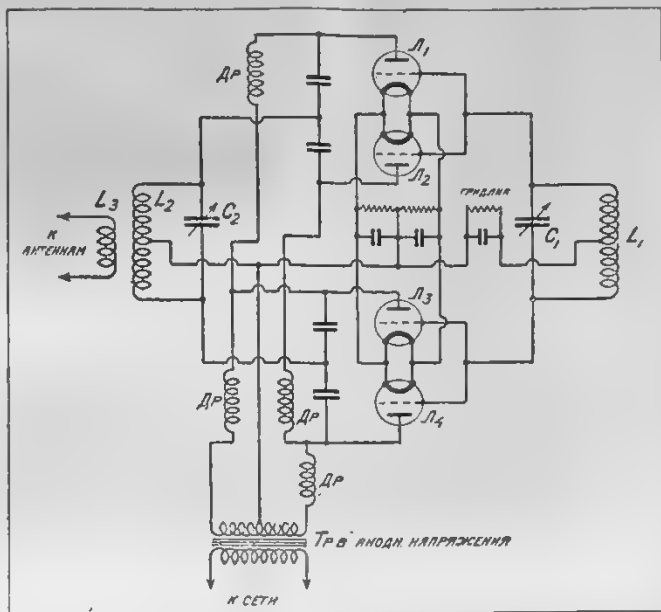 Др
Л₁
Л₂
L₃
L₂
C₂
гридлик
C₁
L₁
К
антеннам
Л₃
Др
Др
Л₄
Др
Тр-р анодн. напряжения
К сети